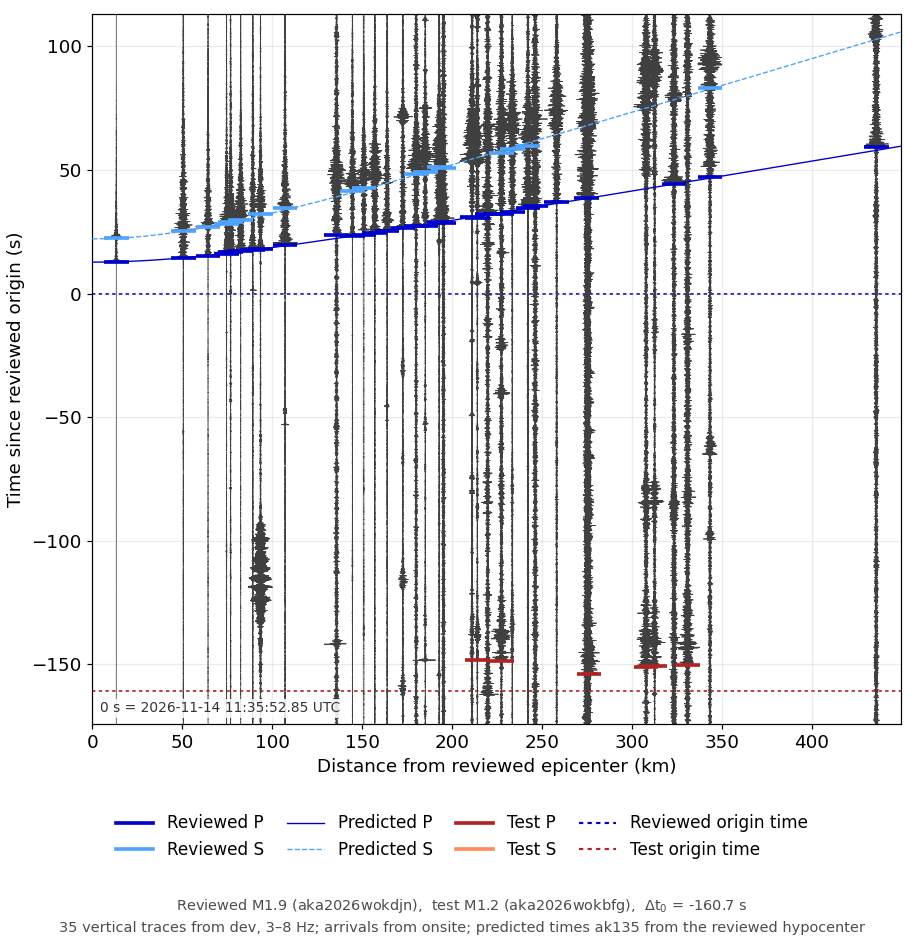 100
50
0
−50
−100
−150
Time since reviewed origin (s)
0 s = 2026-11-14 11:35:52.85 UTC
0 50 100 150 200 250 300 350 400
Distance from reviewed epicenter (km)
Reviewed P Predicted P Test P Reviewed origin time
Reviewed S Predicted S Test S Test origin time
Reviewed M1.9 (aka2026wokdjn), test M1.2 (aka2026wokbfg), Δt₀ = -160.7 s
35 vertical traces from dev, 3–8 Hz; arrivals from onsite; predicted times ak135 from the reviewed hypocenter